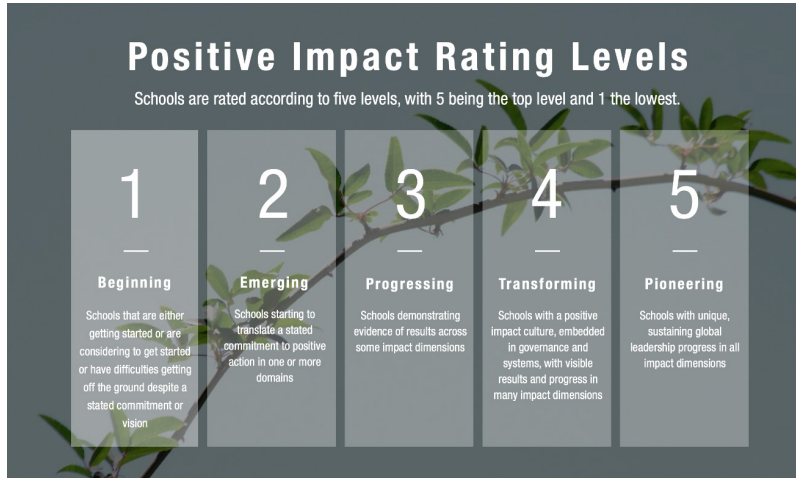 Positive Impact Rating Levels
Schools are rated according to five levels, with 5 being the top level and 1 the lowest.
1
Beginning
Schools that are either
getting started or are
considering to get started
or have difficulties getting
off the ground despite a
stated commitment or
vision
2
Emerging
Schools starting to
translate a stated
commitment to positive
action in one or more
domains
3
Progressing
Schools demonstrating
evidence of results across
some impact dimensions
4
Transforming
Schools with a positive
impact culture, embedded
in governance and
systems, with visible
results and progress in
many impact dimensions
5
Pioneering
Schools with unique,
sustaining global
leadership progress in all
impact dimensions